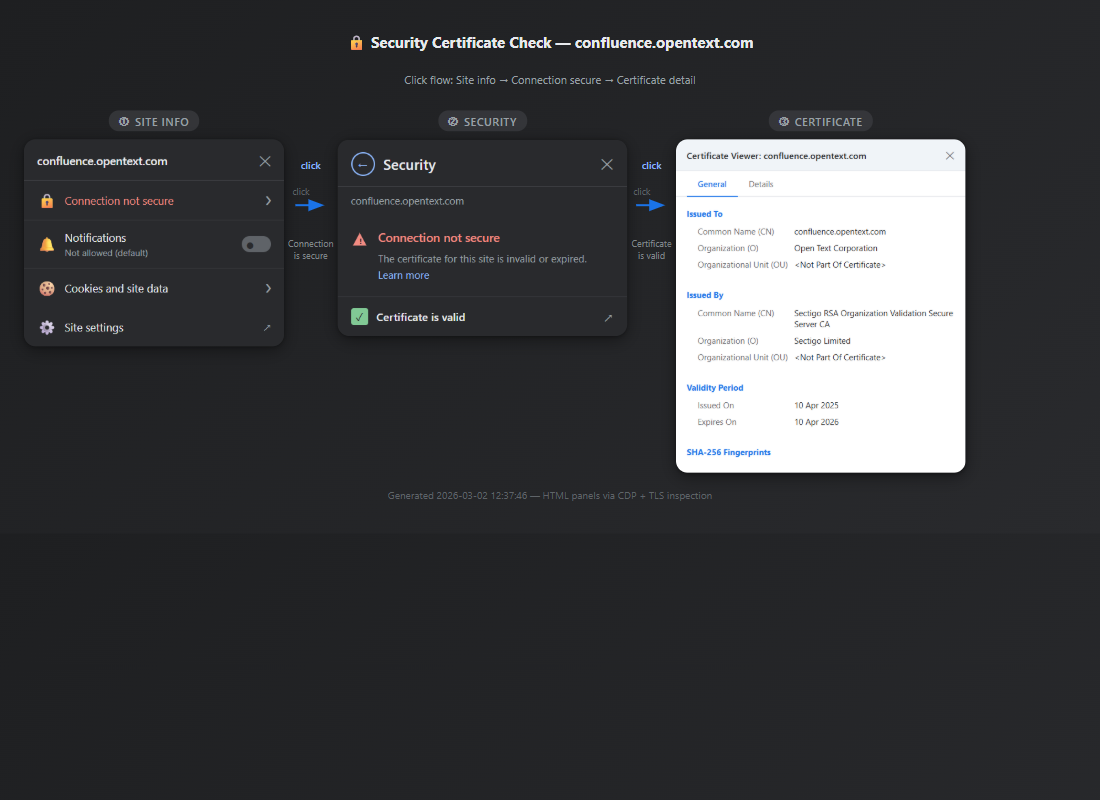 🔒 Security Certificate Check — confluence.opentext.com
Click flow: Site info → Connection secure → Certificate detail
① SITE INFO
confluence.opentext.com
Connection not secure
Notifications
Not allowed (default)
Cookies and site data
Site settings
click
click
Connection
is secure
② SECURITY
Security
confluence.opentext.com
Connection not secure
The certificate for this site is invalid or expired.
Learn more
Certificate is valid
click
click
Certificate
is valid
③ CERTIFICATE
Certificate Viewer: confluence.opentext.com
General Details
Issued To
Common Name (CN) confluence.opentext.com
Organization (O) Open Text Corporation
Organizational Unit (OU) <Not Part Of Certificate>
Issued By
Common Name (CN) Sectigo RSA Organization Validation Secure
Server CA
Organization (O) Sectigo Limited
Organizational Unit (OU) <Not Part Of Certificate>
Validity Period
Issued On 10 Apr 2025
Expires On 10 Apr 2026
SHA-256 Fingerprints
Generated 2026-03-02 12:37:46 — HTML panels via CDP + TLS inspection